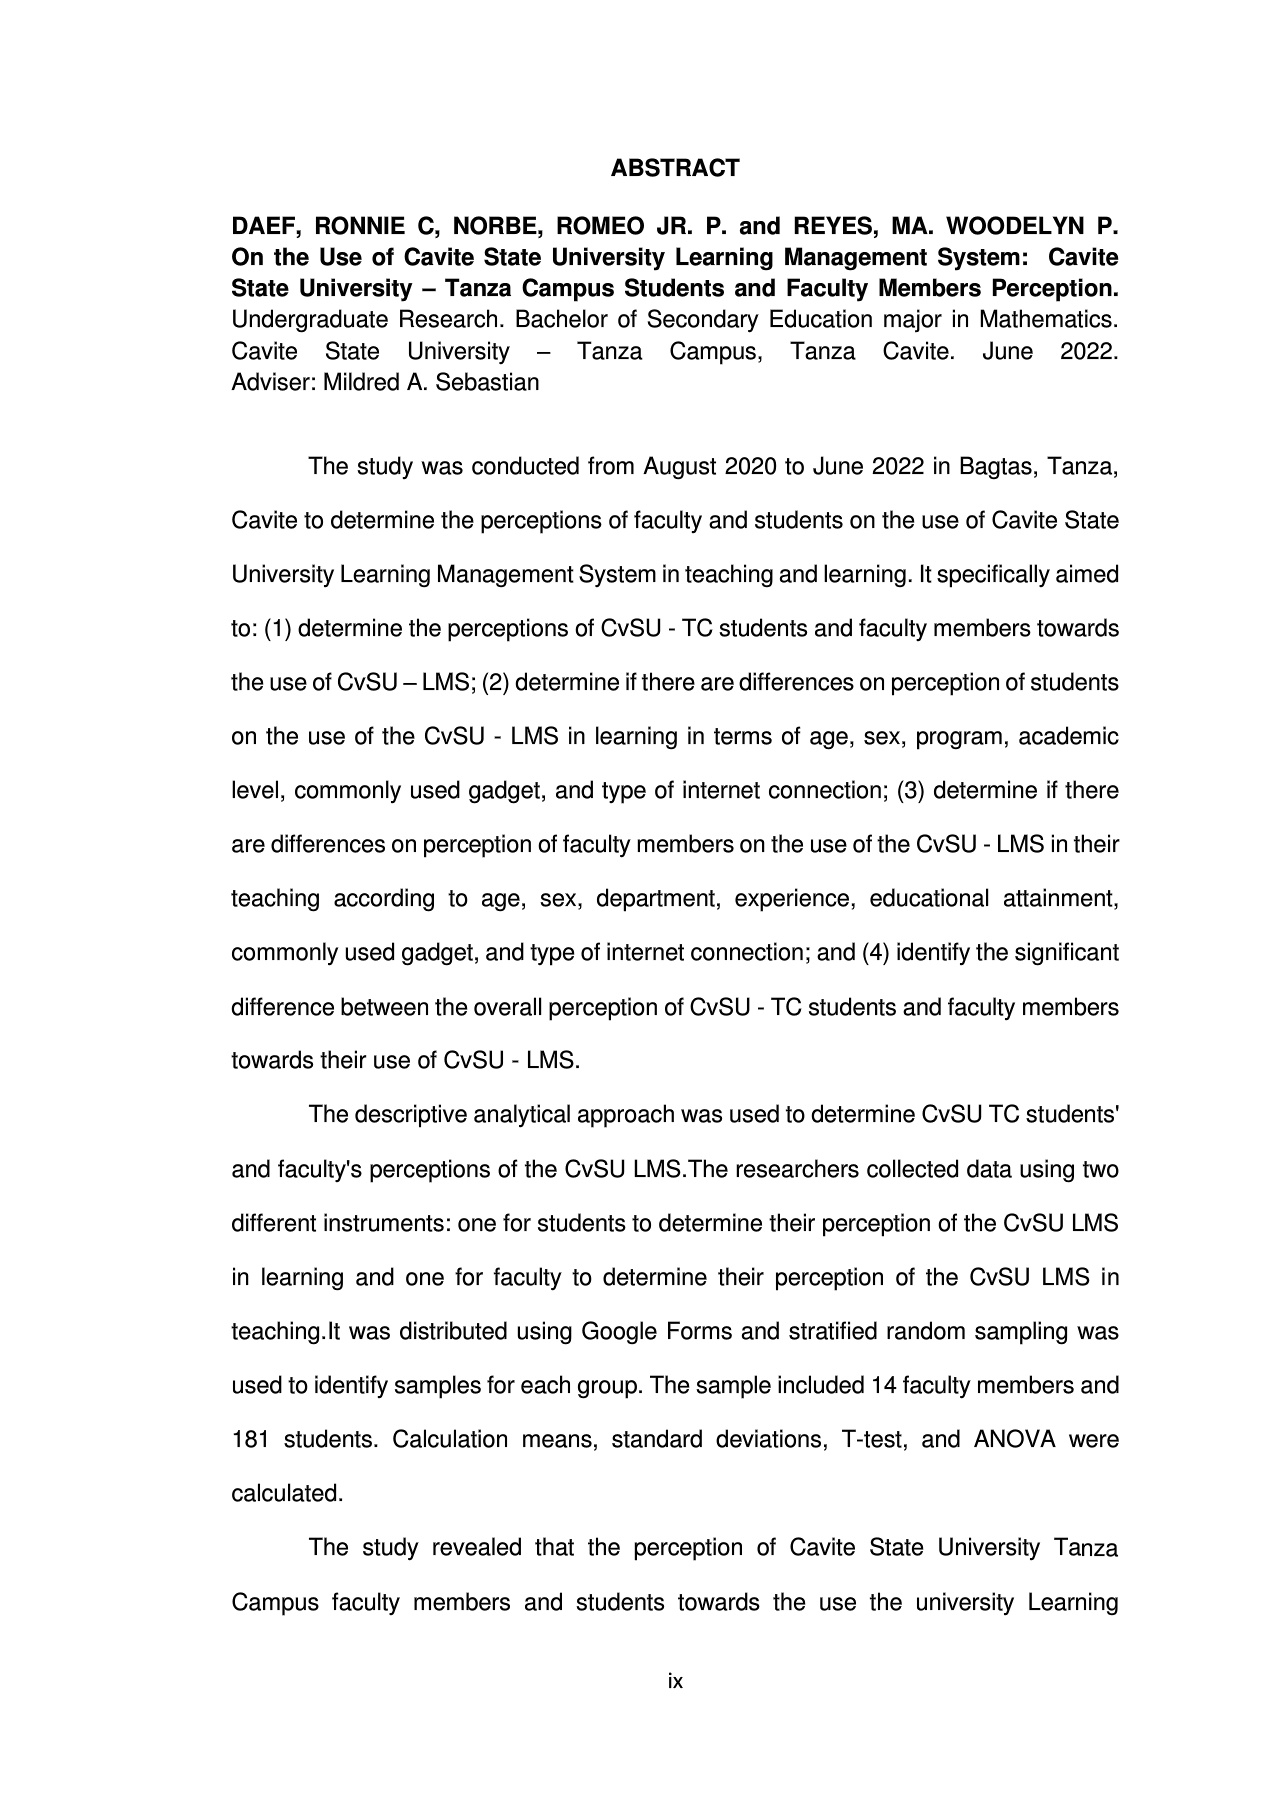 ABSTRACT
DAEF, RONNIE C, NORBE, ROMEO JR. P. and REYES, MA. WOODELYN P.
On the Use of Cavite State University Learning Management System: Cavite
State University – Tanza Campus Students and Faculty Members Perception.
Undergraduate Research. Bachelor of Secondary Education major in Mathematics.
Cavite State University – Tanza Campus, Tanza Cavite. June 2022.
Adviser: Mildred A. Sebastian
The study was conducted from August 2020 to June 2022 in Bagtas, Tanza,
Cavite to determine the perceptions of faculty and students on the use of Cavite State
University Learning Management System in teaching and learning. It specifically aimed
to: (1) determine the perceptions of CvSU - TC students and faculty members towards
the use of CvSU – LMS; (2) determine if there are differences on perception of students
on the use of the CvSU - LMS in learning in terms of age, sex, program, academic
level, commonly used gadget, and type of internet connection; (3) determine if there
are differences on perception of faculty members on the use of the CvSU - LMS in their
teaching according to age, sex, department, experience, educational attainment,
commonly used gadget, and type of internet connection; and (4) identify the significant
difference between the overall perception of CvSU - TC students and faculty members
towards their use of CvSU - LMS.
The descriptive analytical approach was used to determine CvSU TC students'
and faculty's perceptions of the CvSU LMS.The researchers collected data using two
different instruments: one for students to determine their perception of the CvSU LMS
in learning and one for faculty to determine their perception of the CvSU LMS in
teaching.It was distributed using Google Forms and stratified random sampling was
used to identify samples for each group. The sample included 14 faculty members and
181 students. Calculation means, standard deviations, T-test, and ANOVA were
calculated.
The study revealed that the perception of Cavite State University Tanza
Campus faculty members and students towards the use the university Learning
ix